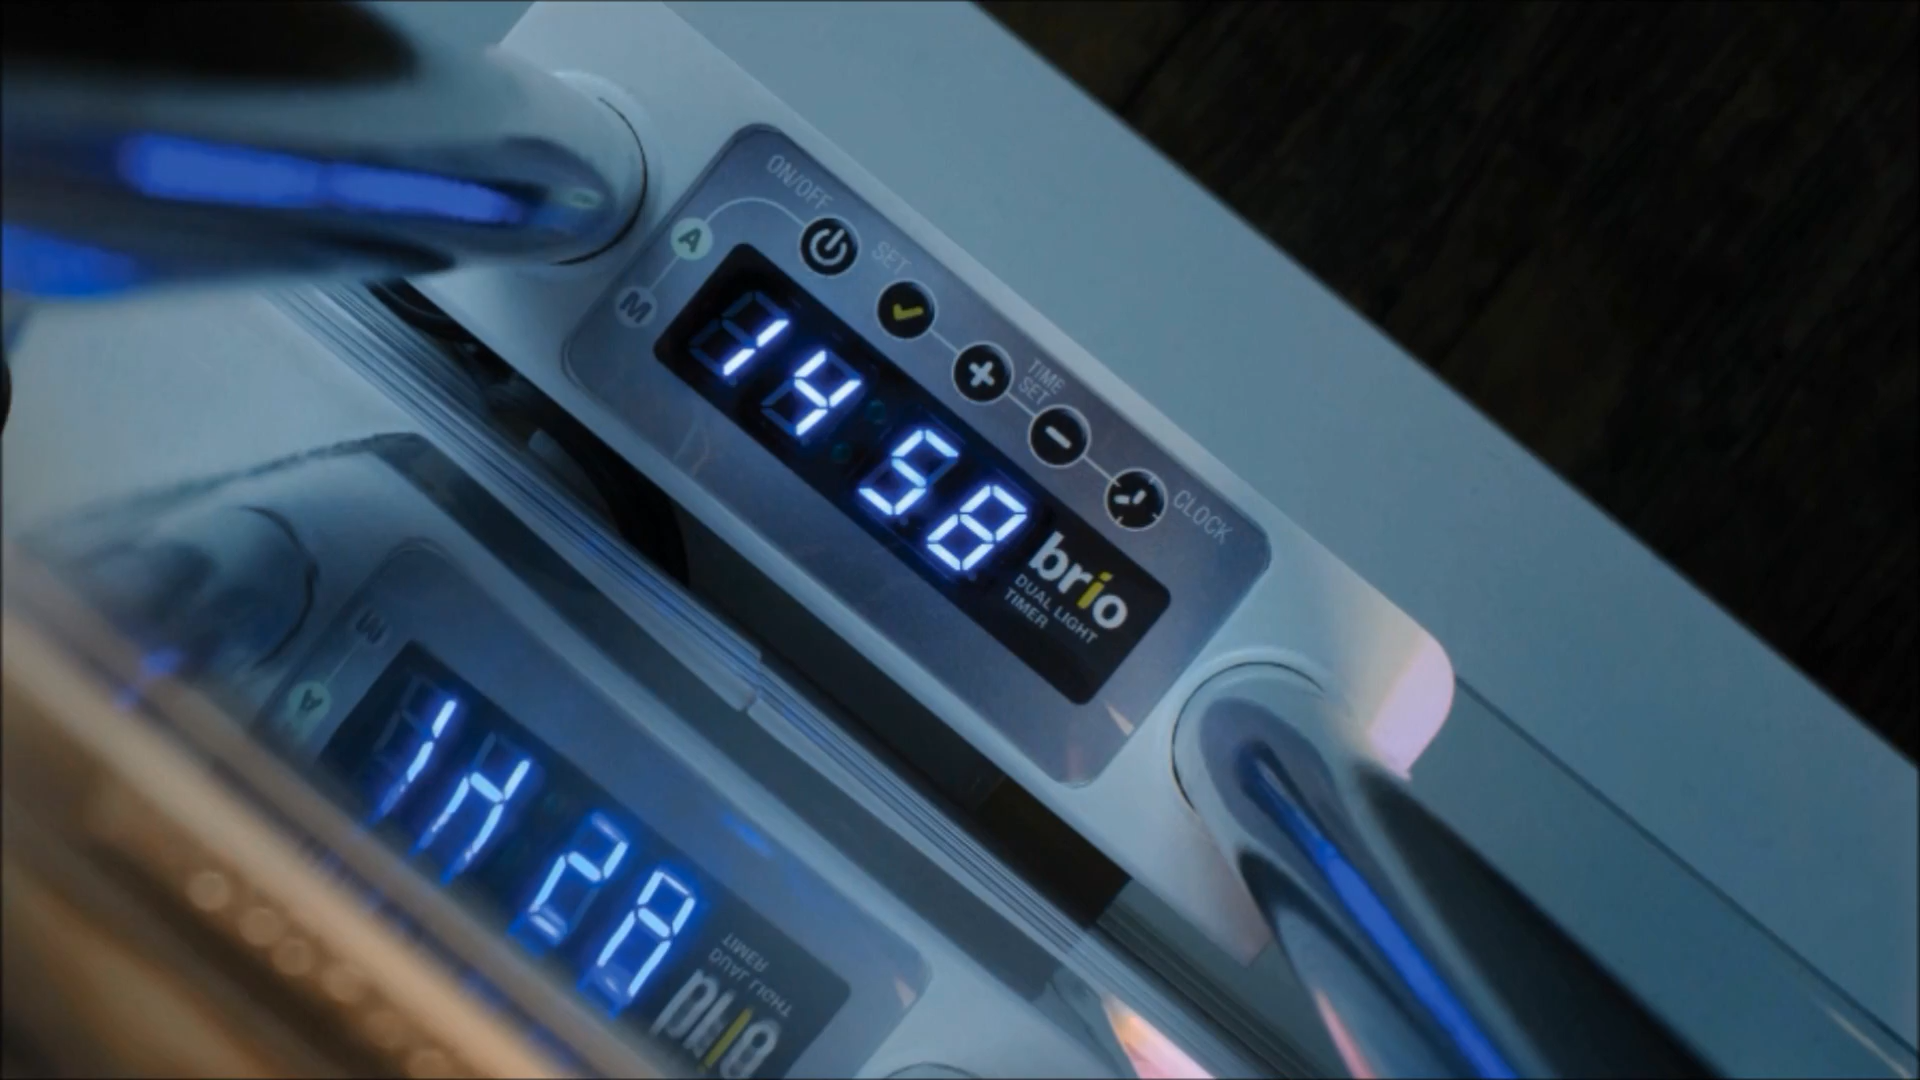 ON/OFF
A
M
SET
TIME
SET
CLOCK
14 58
brio
DUAL LIGHT
TIMER